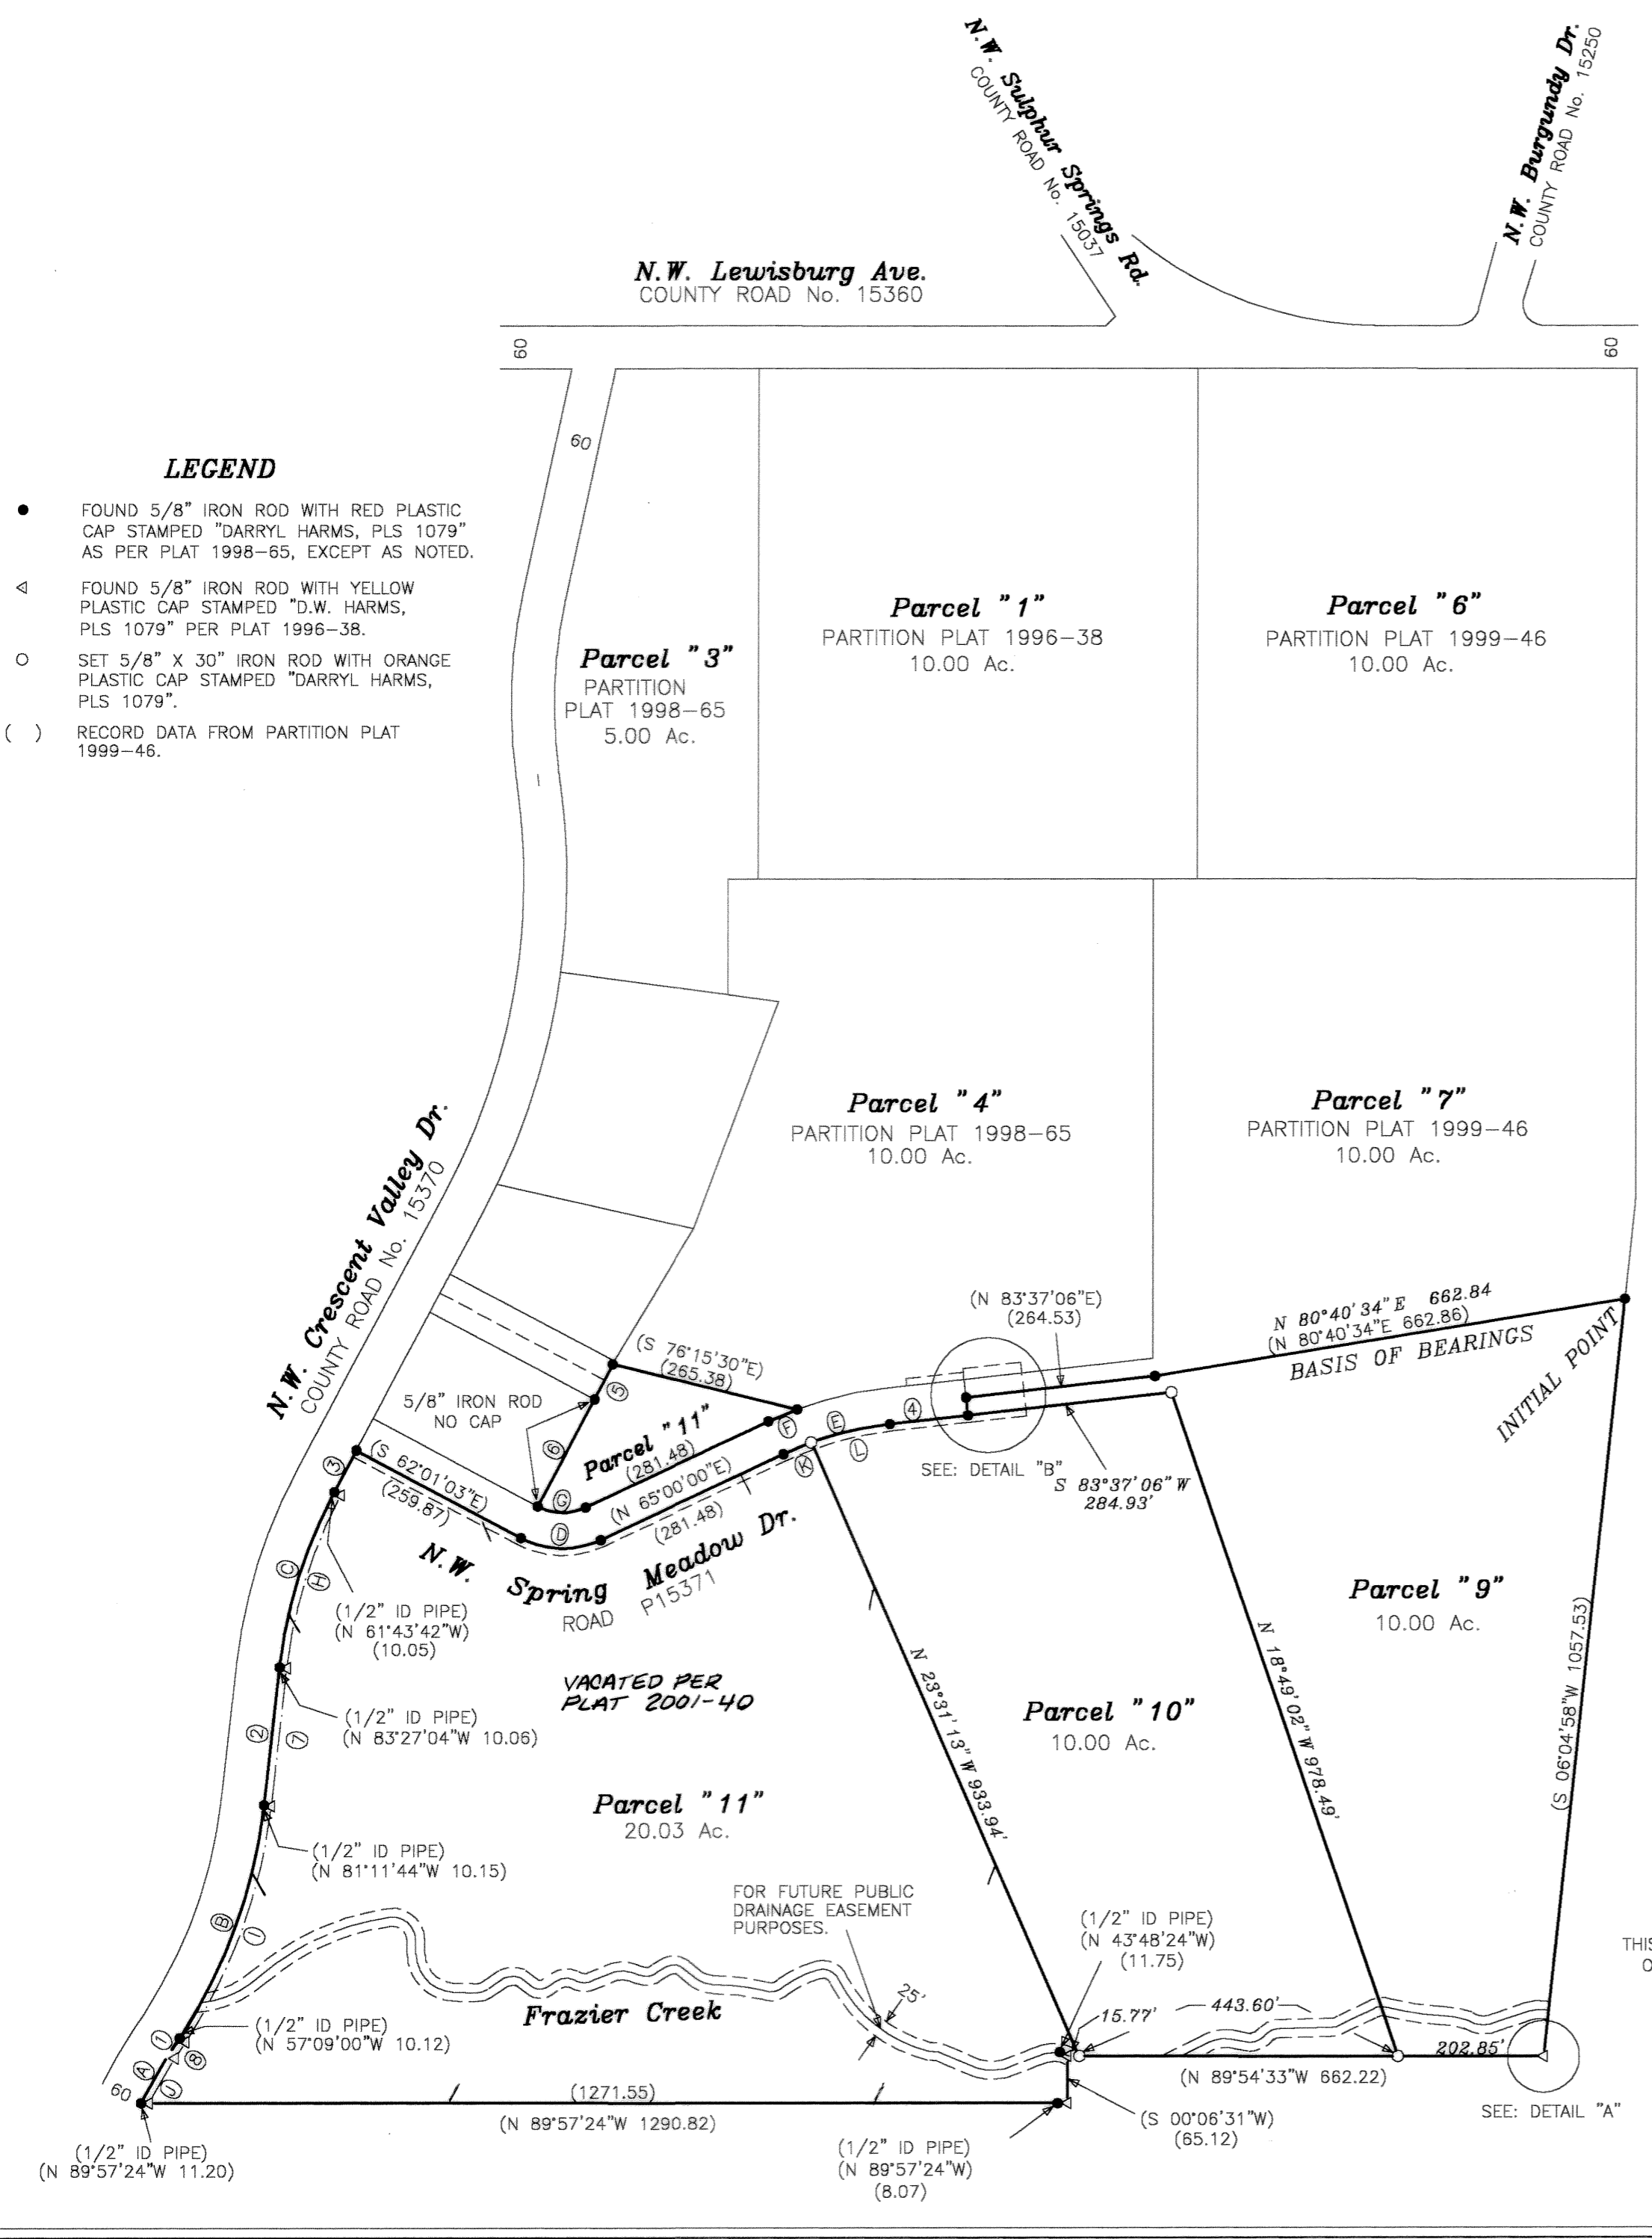 N.W. Sulphur Springs Rd.
COUNTY ROAD No. 15037
N.W. Burgundy Dr.
COUNTY ROAD No. 15250
N.W. Lewisburg Ave.
COUNTY ROAD No. 15360
60
60
60
LEGEND
FOUND 5/8" IRON ROD WITH RED PLASTIC
CAP STAMPED "DARRYL HARMS, PLS 1079"
AS PER PLAT 1998-65, EXCEPT AS NOTED.
FOUND 5/8" IRON ROD WITH YELLOW
PLASTIC CAP STAMPED "D.W. HARMS,
PLS 1079" PER PLAT 1996-38.
SET 5/8" X 30" IRON ROD WITH ORANGE
PLASTIC CAP STAMPED "DARRYL HARMS,
PLS 1079".
( ) RECORD DATA FROM PARTITION PLAT
1999-46.
Parcel "3"
PARTITION
PLAT 1998-65
5.00 Ac.
Parcel "1"
PARTITION PLAT 1996-38
10.00 Ac.
Parcel "6"
PARTITION PLAT 1999-46
10.00 Ac.
Parcel "4"
PARTITION PLAT 1998-65
10.00 Ac.
Parcel "7"
PARTITION PLAT 1999-46
10.00 Ac.
N.W. Crescent Valley Dr.
COUNTY ROAD No. 15370
(N 83°37'06"E)
(264.53)
N 80°40'34"E 662.84
(N 80°40'34"E 662.86)
BASIS OF BEARINGS
INITIAL POINT
(S 76°15'30"E)
(265.38)
5/8" IRON ROD
NO CAP
5
6
Parcel "11"
(281.48)
F
E
4
G
D
K
L
3
(S 62°01'03"E)
(259.87)
(N 65°00'00"E)
(281.48)
SEE: DETAIL "B"
S 83°37'06"W
284.93'
N.W. Spring Meadow Dr.
ROAD P15371
C
H
(1/2" ID PIPE)
(N 61°43'42"W)
(10.05)
VACATED PER
PLAT 2001-40
(1/2" ID PIPE)
(N 83°27'04"W 10.06)
2
7
Parcel "11"
20.03 Ac.
(1/2" ID PIPE)
(N 81°11'44"W 10.15)
N 23°31'13"W 933.94'
Parcel "10"
10.00 Ac.
N 18°49'02"W 978.49'
Parcel "9"
10.00 Ac.
(S 06°04'58"W 1057.53)
FOR FUTURE PUBLIC
DRAINAGE EASEMENT
PURPOSES.
B
I
(1/2" ID PIPE)
(N 43°48'24"W)
(11.75)
THIS
O
25'
Frazier Creek
15.77'
443.60'
202.85'
(1/2" ID PIPE)
(N 57°09'00"W 10.12)
1
8
A
J
60
(N 89°54'33"W 662.22)
SEE: DETAIL "A"
(1271.55)
(N 89°57'24"W 1290.82)
(S 00°06'31"W)
(65.12)
(1/2" ID PIPE)
(N 89°57'24"W 11.20)
(1/2" ID PIPE)
(N 89°57'24"W)
(8.07)